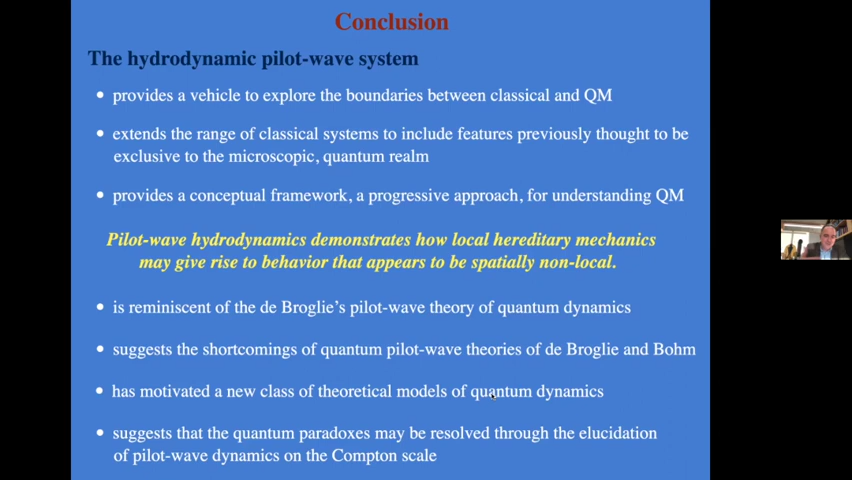 Conclusion
The hydrodynamic pilot-wave system
• provides a vehicle to explore the boundaries between classical and QM
• extends the range of classical systems to include features previously thought to be
exclusive to the microscopic, quantum realm
• provides a conceptual framework, a progressive approach, for understanding QM
Pilot-wave hydrodynamics demonstrates how local hereditary mechanics
may give rise to behavior that appears to be spatially non-local.
• is reminiscent of the de Broglie's pilot-wave theory of quantum dynamics
• suggests the shortcomings of quantum pilot-wave theories of de Broglie and Bohm
• has motivated a new class of theoretical models of quantum dynamics
• suggests that the quantum paradoxes may be resolved through the elucidation
of pilot-wave dynamics on the Compton scale